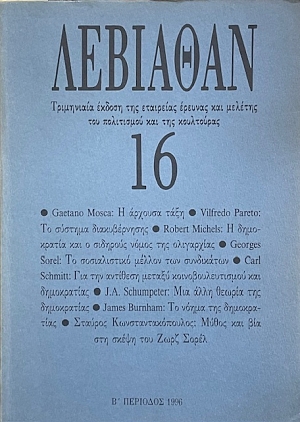 ΛΕΒΙΑΘΑΝ
Τριμηνιαία έκδοση της εταιρείας έρευνας και μελέτης
του πολιτισμού και της κουλτούρας
16
● Gaetano Mosca: Η άρχουσα τάξη ● Vilfredo Pareto:
Το σύστημα διακυβέρνησης ● Robert Michels: Η δημο-
κρατία και ο σιδηρούς νόμος της ολιγαρχίας ● Georges
Sorel: Το σοσιαλιστικό μέλλον των συνδικάτων ● Carl
Schmitt: Για την αντίθεση μεταξύ κοινοβουλευτισμού και
δημοκρατίας ● J.A. Schumpeter: Μια άλλη θεωρία της
δημοκρατίας ● James Burnham: Το νόημα της δημοκρα-
τίας ● Σταύρος Κωνσταντακόπουλος: Μύθος και βία
στη σκέψη του Ζωρζ Σορέλ
Β΄ ΠΕΡΙΟΔΟΣ 1996